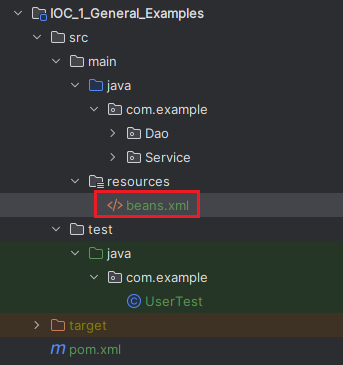 IOC_1_General_Examples
src
main
java
com.example
Dao
Service
resources
beans.xml
test
java
com.example
UserTest
target
pom.xml